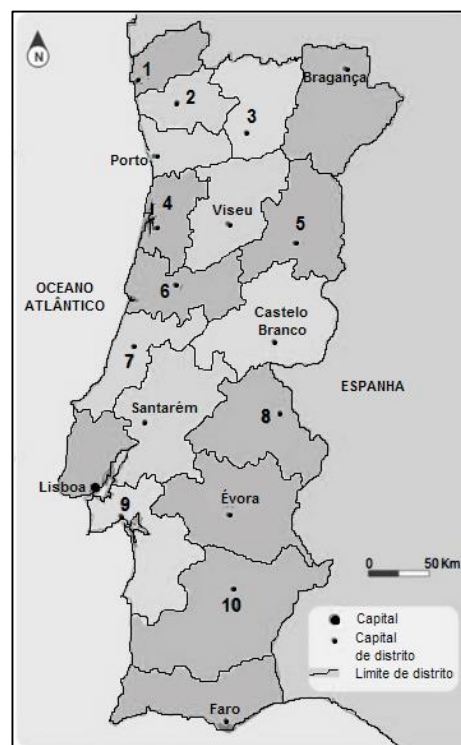 N
1
Bragança
2
3
Porto
4
Viseu
5
OCEANO
ATLÂNTICO
6
Castelo
Branco
7
ESPANHA
Santarém
8
Lisboa
9
Évora
0 50 Km
10
Capital
Capital
de distrito
Limite de distrito
Faro